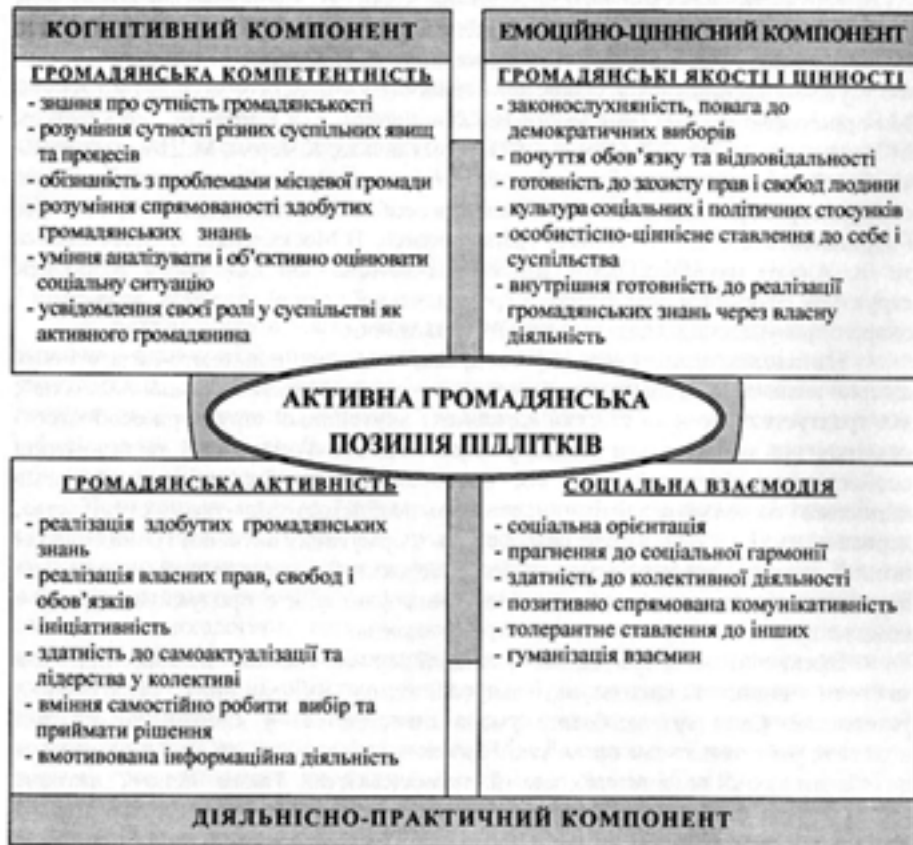 КОГНІТИВНИЙ КОМПОНЕНТ
ГРОМАДЯНСЬКА КОМПЕТЕНТНІСТЬ
- знання про сутність громадянськості
- розуміння сутності різних суспільних явищ
та процесів
- обізнаність з проблемами місцевої громади
- розуміння спрямованості здобутих
громадянських знань
- уміння аналізувати і об’єктивно оцінювати
соціальну ситуацію
- усвідомлення своєї ролі у суспільстві як
активного громадянина
ЕМОЦІЙНО-ЦІННІСНИЙ КОМПОНЕНТ
ГРОМАДЯНСЬКІ ЯКОСТІ І ЦІННОСТІ
- законослухняність, повага до
демократичних виборів
- почуття обов’язку та відповідальності
- готовність до захисту прав і свобод людини
- культура соціальних і політичних стосунків
- особистісно-ціннісне ставлення до себе і
суспільства
- внутрішня готовність до реалізації
громадянських знань через власну
діяльність
АКТИВНА ГРОМАДЯНСЬКА
ПОЗИЦІЯ ПІДЛІТКІВ
ГРОМАДЯНСЬКА АКТИВНІСТЬ
- реалізація здобутих громадянських
знань
- реалізація власних прав, свобод і
обов’язків
- ініціативність
- здатність до самоактуалізації та
лідерства у колективі
- вміння самостійно робити вибір та
приймати рішення
- вмотивована інформаційна діяльність
СОЦІАЛЬНА ВЗАЄМОДІЯ
- соціальна орієнтація
- прагнення до соціальної гармонії
- здатність до колективної діяльності
- позитивно спрямована комунікативність
- толерантне ставлення до інших
- гуманізація взаємин
ДІЯЛЬНІСНО-ПРАКТИЧНИЙ КОМПОНЕНТ